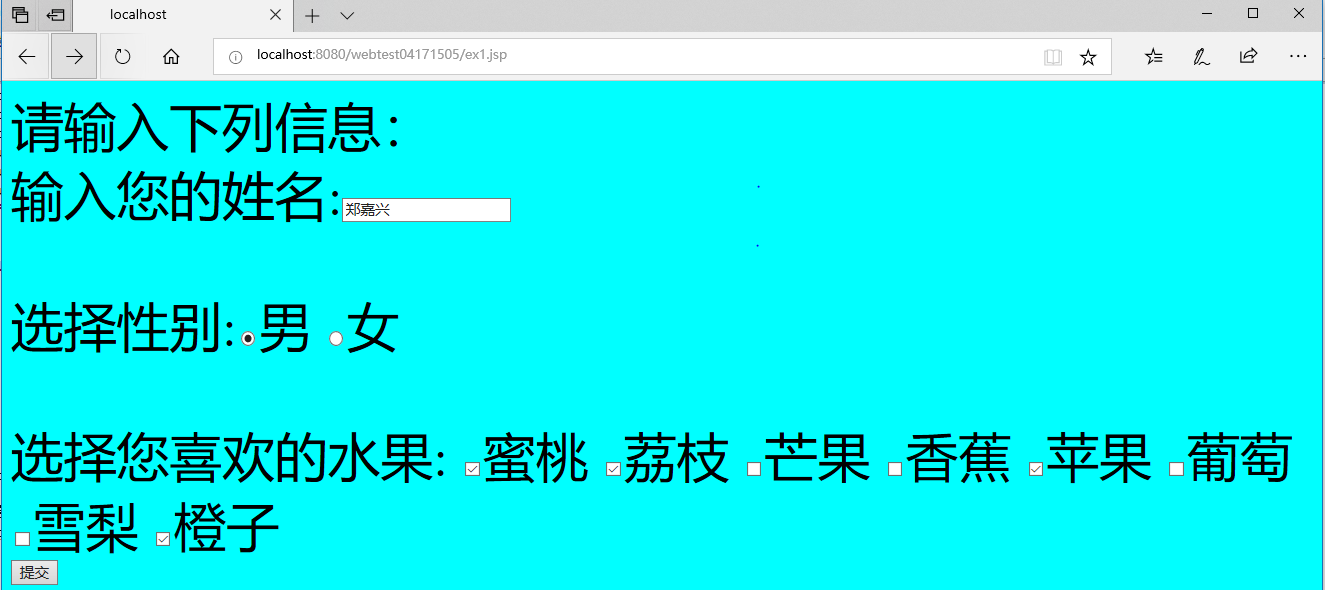 localhost
localhost:8080/webtest04171505/ex1.jsp
请输入下列信息：
输入您的姓名:郑嘉兴
选择性别:男 女
选择您喜欢的水果: 蜜桃 荔枝 芒果 香蕉 苹果 葡萄
雪梨 橙子
提交